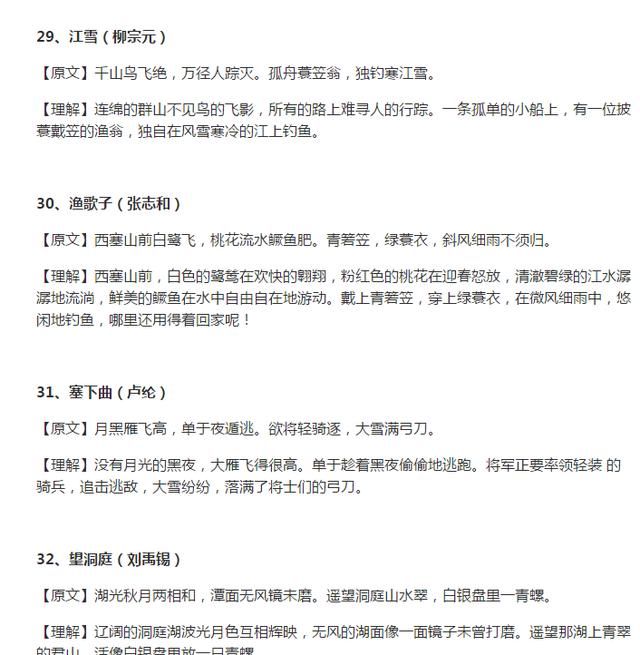 29、江雪（柳宗元）
【原文】千山鸟飞绝，万径人踪灭。孤舟蓑笠翁，独钓寒江雪。
【理解】连绵的群山不见鸟的飞影，所有的路上难寻人的行踪。一条孤单的小船上，有一位披
蓑戴笠的渔翁，独自在风雪寒冷的江上钓鱼。
30、渔歌子（张志和）
【原文】西塞山前白鹭飞，桃花流水鳜鱼肥。青箬笠，绿蓑衣，斜风细雨不须归。
【理解】西塞山前，白色的鹭鸶在欢快的翱翔，粉红色的桃花在迎春怒放，清澈碧绿的江水潺
潺地流淌，鲜美的鳜鱼在水中自由自在地游动。戴上青箬笠，穿上绿蓑衣，在微风细雨中，悠
闲地钓鱼，哪里还用得着回家呢！
31、塞下曲（卢纶）
【原文】月黑雁飞高，单于夜遁逃。欲将轻骑逐，大雪满弓刀。
【理解】没有月光的黑夜，大雁飞得很高。单于趁着黑夜偷偷地逃跑。将军正要率领轻装 的
骑兵，追击逃敌，大雪纷纷，落满了将士们的弓刀。
32、望洞庭（刘禹锡）
【原文】湖光秋月两相和，潭面无风镜未磨。遥望洞庭山水翠，白银盘里一青螺。
【理解】辽阔的洞庭湖波光月色互相辉映，无风的湖面像一面镜子未曾打磨。遥望那湖上青翠
的君山，活像白银盘里放一只青螺